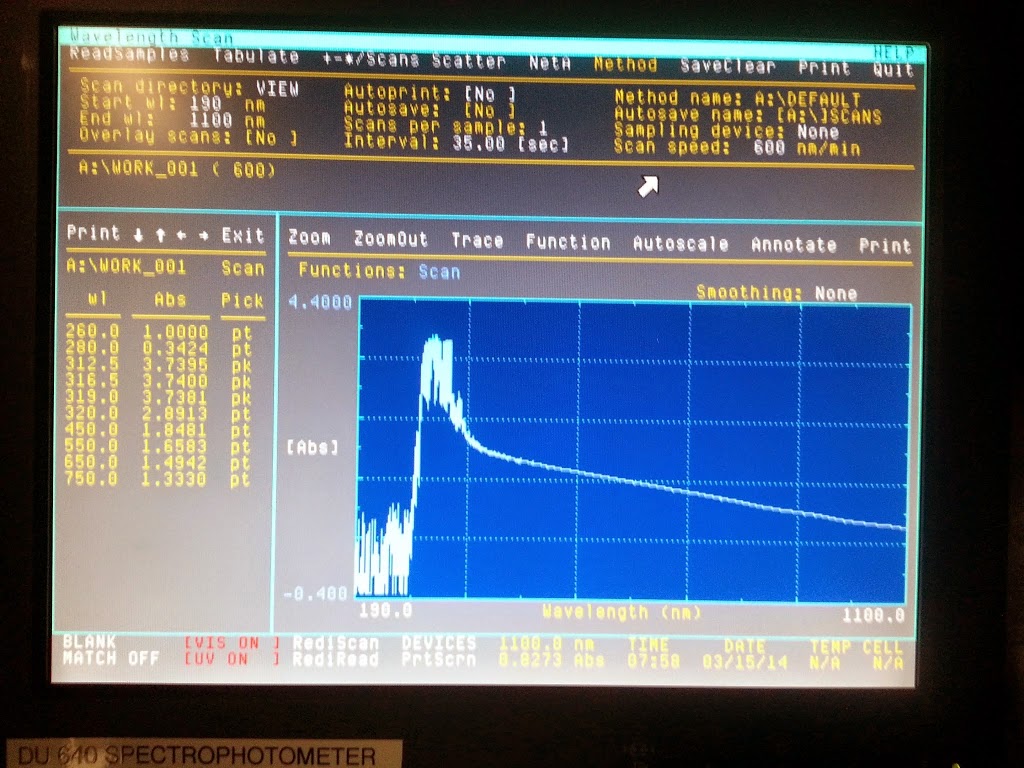 Wavelength Scan
HELP
ReadSamples Tabulate +-*/Scans Scatter NetA Method SaveClear Print Quit
Scan directory: VIEW
Start wl: 190 nm
End wl: 1100 nm
Overlay scans: [No ]
Autoprint: [No ]
Autosave: [No ]
Scans per sample: 1
Interval: 35.00 [sec]
Method name: A:\DEFAULT
Autosave name: [A:\]SCANS
Sampling device: None
Scan speed: 600 nm/min
A:\WORK_001 ( 600)
Print ↓ ↑ ← → Exit
A:\WORK_001 Scan
wl Abs Pick
260.0 1.0000 pt
280.0 0.3424 pt
312.5 3.7395 pk
316.5 3.7400 pk
319.0 3.7381 pk
320.0 2.8913 pt
450.0 1.8481 pt
550.0 1.6583 pt
650.0 1.4942 pt
750.0 1.3330 pt
Zoom ZoomOut Trace Function Autoscale Annotate Print
Functions: Scan
Smoothing: None
4.4000
[Abs]
-0.400
190.0 Wavelength (nm) 1100.0
BLANK [VIS ON ] RediScan DEVICES 1100.0 nm TIME DATE TEMP CELL
MATCH OFF [UV ON ] RediRead PrtScrn 0.8273 Abs 07:58 03/15/14 N/A N/A
DU 640 SPECTROPHOTOMETER